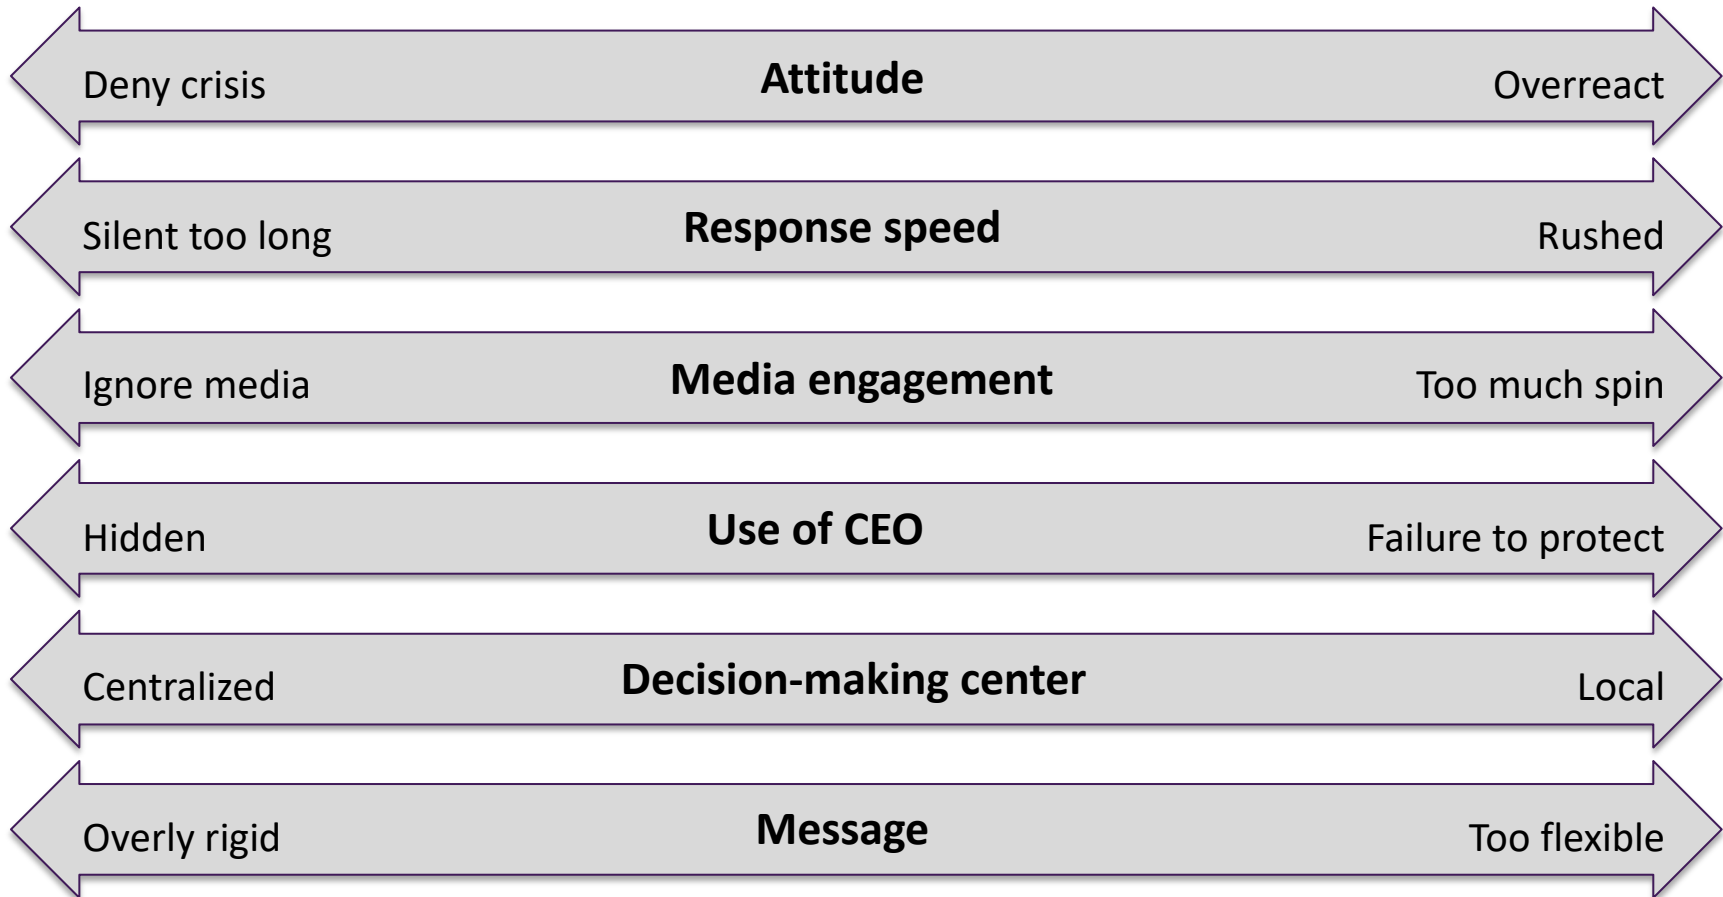 Deny crisis Attitude Overreact
Silent too long Response speed Rushed
Ignore media Media engagement Too much spin
Hidden Use of CEO Failure to protect
Centralized Decision-making center Local
Overly rigid Message Too flexible